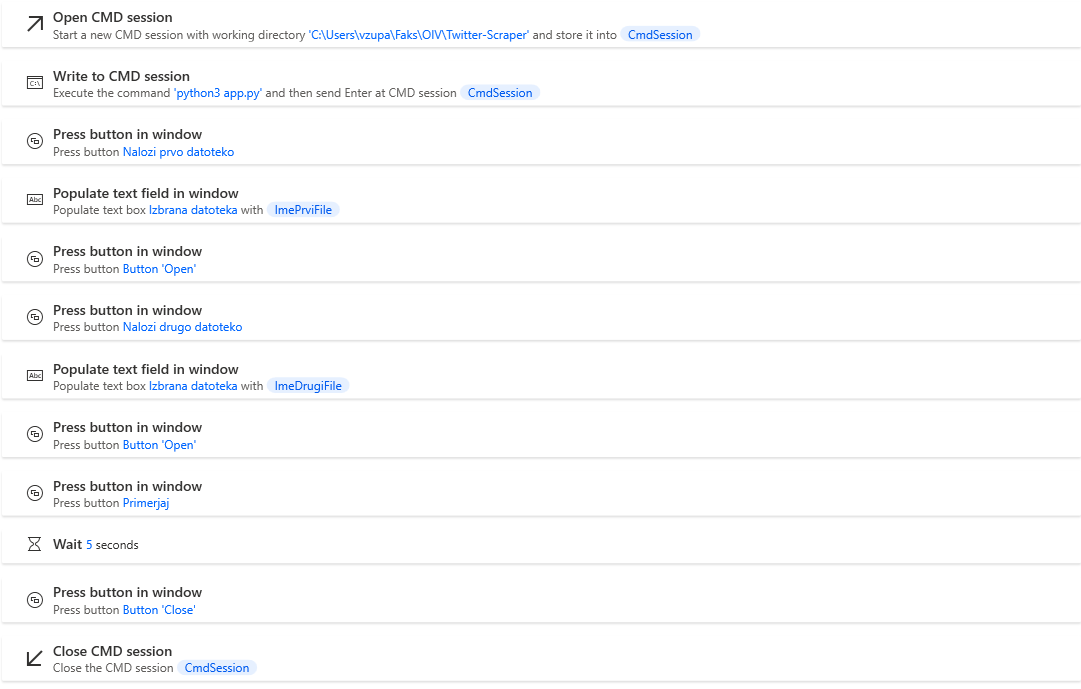 Open CMD session
Start a new CMD session with working directory 'C:\Users\vzupa\Faks\OIV\Twitter-Scraper' and store it into CmdSession
C:\
Write to CMD session
Execute the command 'python3 app.py' and then send Enter at CMD session CmdSession
Press button in window
Press button Nalozi prvo datoteko
Abc
Populate text field in window
Populate text box Izbrana datoteka with ImePrviFile
Press button in window
Press button Button 'Open'
Press button in window
Press button Nalozi drugo datoteko
Abc
Populate text field in window
Populate text box Izbrana datoteka with ImeDrugiFile
Press button in window
Press button Button 'Open'
Press button in window
Press button Primerjaj
Wait 5 seconds
Press button in window
Press button Button 'Close'
Close CMD session
Close the CMD session CmdSession